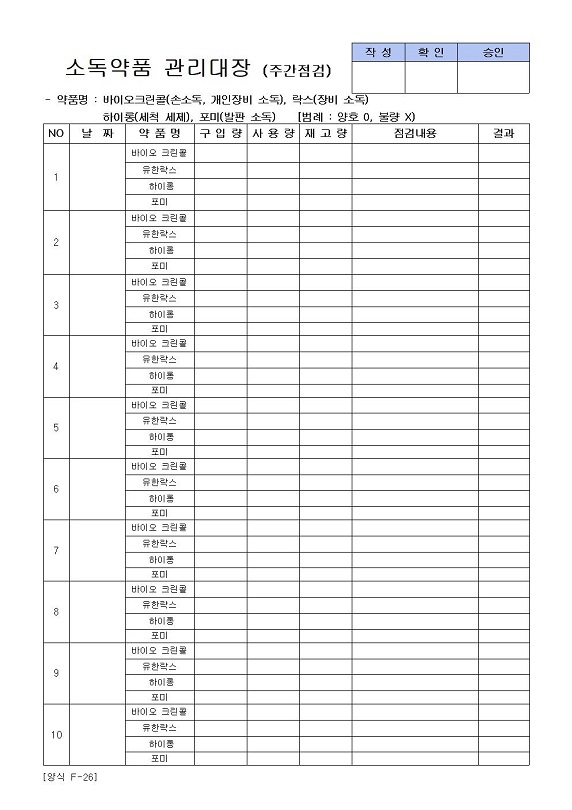 작 성 확 인 승인
소독약품 관리대장 (주간점검)
- 약품명 : 바이오크린콜(손소독, 개인장비 소독), 락스(장비 소독)
하이롱(세척 세제), 포미(발판 소독) [범례 : 양호 O, 불량 X)
NO 날 짜 약 품 명 구 입 량 사 용 량 재 고 량 점검내용 결과
1
바이오 크린콜
유한락스
하이롱
포미
2
바이오 크린콜
유한락스
하이롱
포미
3
바이오 크린콜
유한락스
하이롱
포미
4
바이오 크린콜
유한락스
하이롱
포미
5
바이오 크린콜
유한락스
하이롱
포미
6
바이오 크린콜
유한락스
하이롱
포미
7
바이오 크린콜
유한락스
하이롱
포미
8
바이오 크린콜
유한락스
하이롱
포미
9
바이오 크린콜
유한락스
하이롱
포미
10
바이오 크린콜
유한락스
하이롱
포미
[양식 F-26]